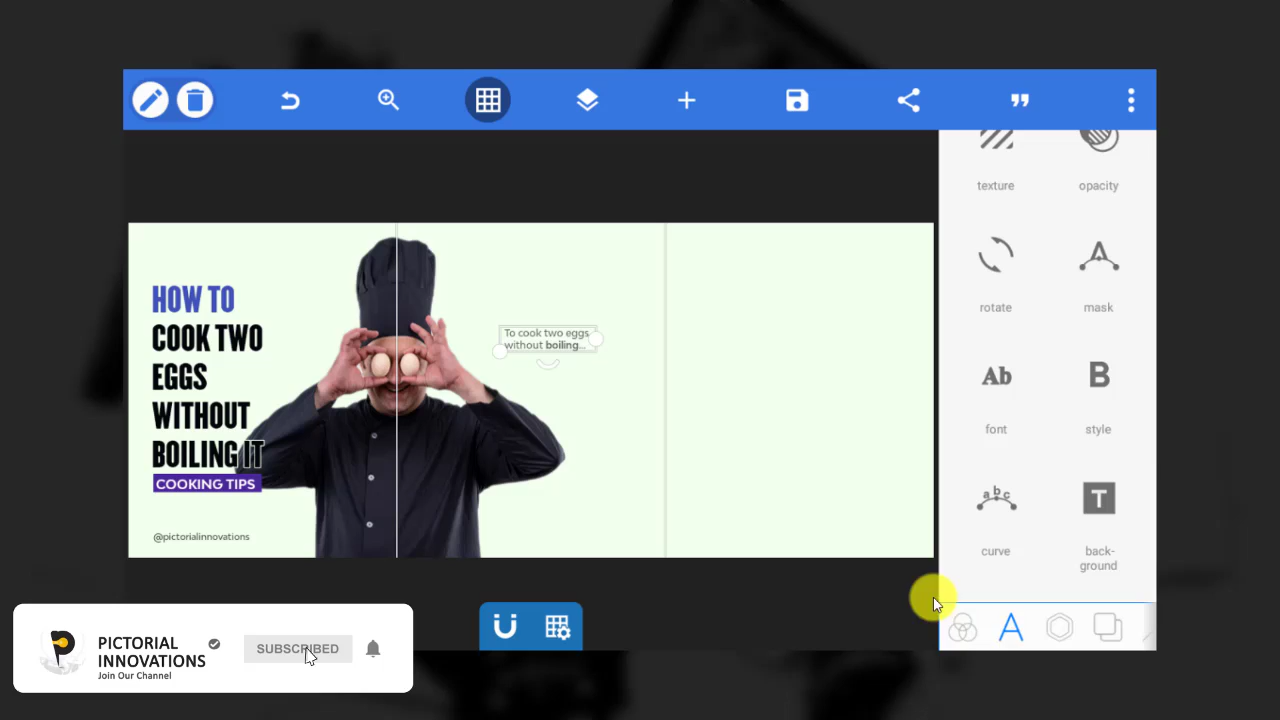 texture
opacity
rotate
mask
Ab
B
font
style
abc
T
curve
back-
ground
HOW TO
COOK TWO
EGGS
WITHOUT
BOILING IT
COOKING TIPS
@pictorialinnovations
To cook two eggs
without boiling...
PICTORIAL
INNOVATIONS
Join Our Channel
SUBSCRIBED